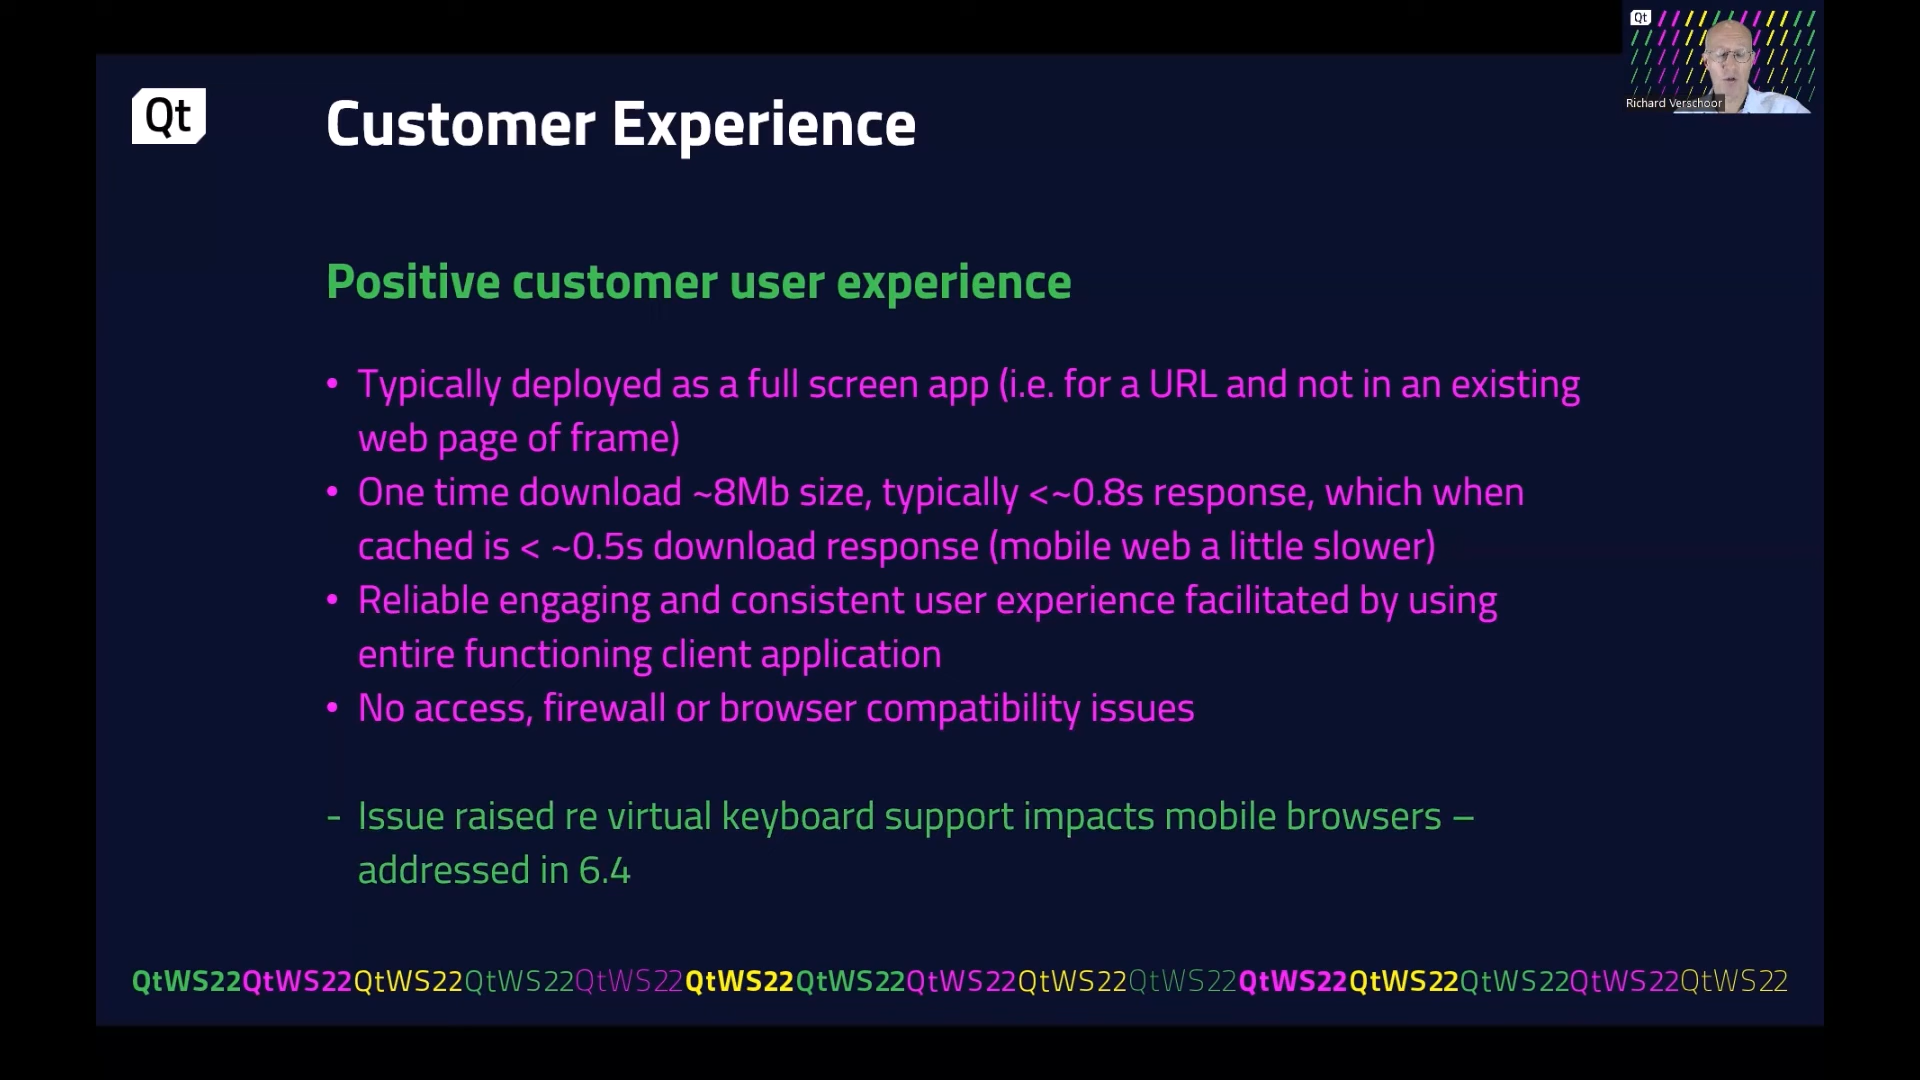 Qt
Richard Verschoor
Qt
Customer Experience
Positive customer user experience
• Typically deployed as a full screen app (i.e. for a URL and not in an existing
web page of frame)
• One time download ~8Mb size, typically <~0.8s response, which when
cached is < ~0.5s download response (mobile web a little slower)
• Reliable engaging and consistent user experience facilitated by using
entire functioning client application
• No access, firewall or browser compatibility issues
- Issue raised re virtual keyboard support impacts mobile browsers –
addressed in 6.4
QtWS22QtWS22QtWS22QtWS22QtWS22QtWS22QtWS22QtWS22QtWS22QtWS22QtWS22QtWS22QtWS22QtWS22QtWS22